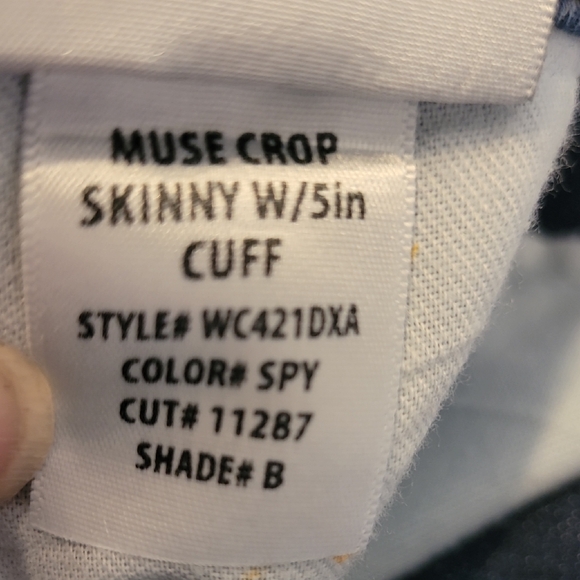 MUSE CROP
SKINNY W/5in
CUFF
STYLE# WC421DXA
COLOR# SPY
CUT# 11287
SHADE# B